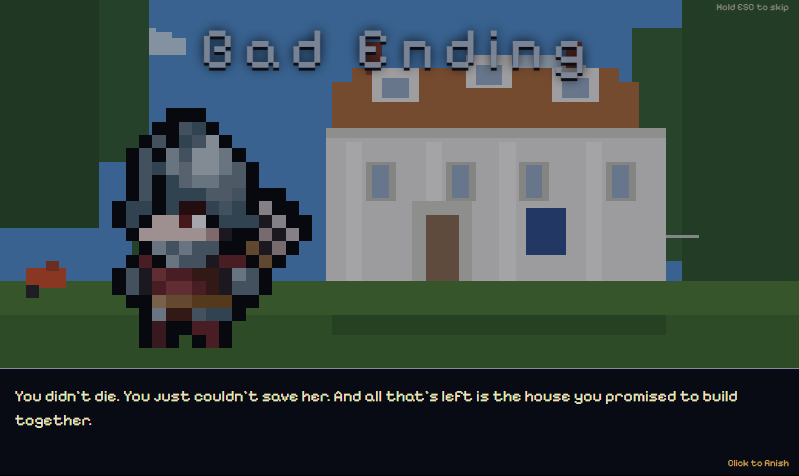 Hold ESC to skip
Bad Ending
You didn't die. You just couldn't save her. And all that's left is the house you promised to build
together.
Click to finish